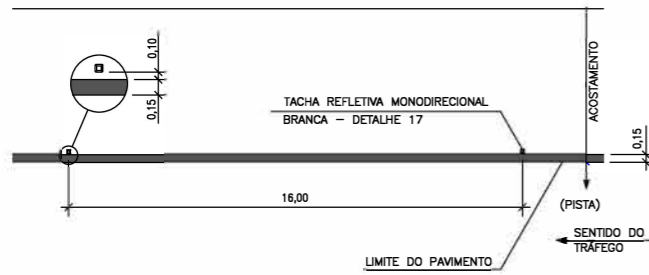 0,10
0,15
TACHA REFLETIVA MONODIRECIONAL
BRANCA – DETALHE 17
ACOSTAMENTO
0,15
16,00
(PISTA)
SENTIDO DO
TRÁFEGO
LIMITE DO PAVIMENTO